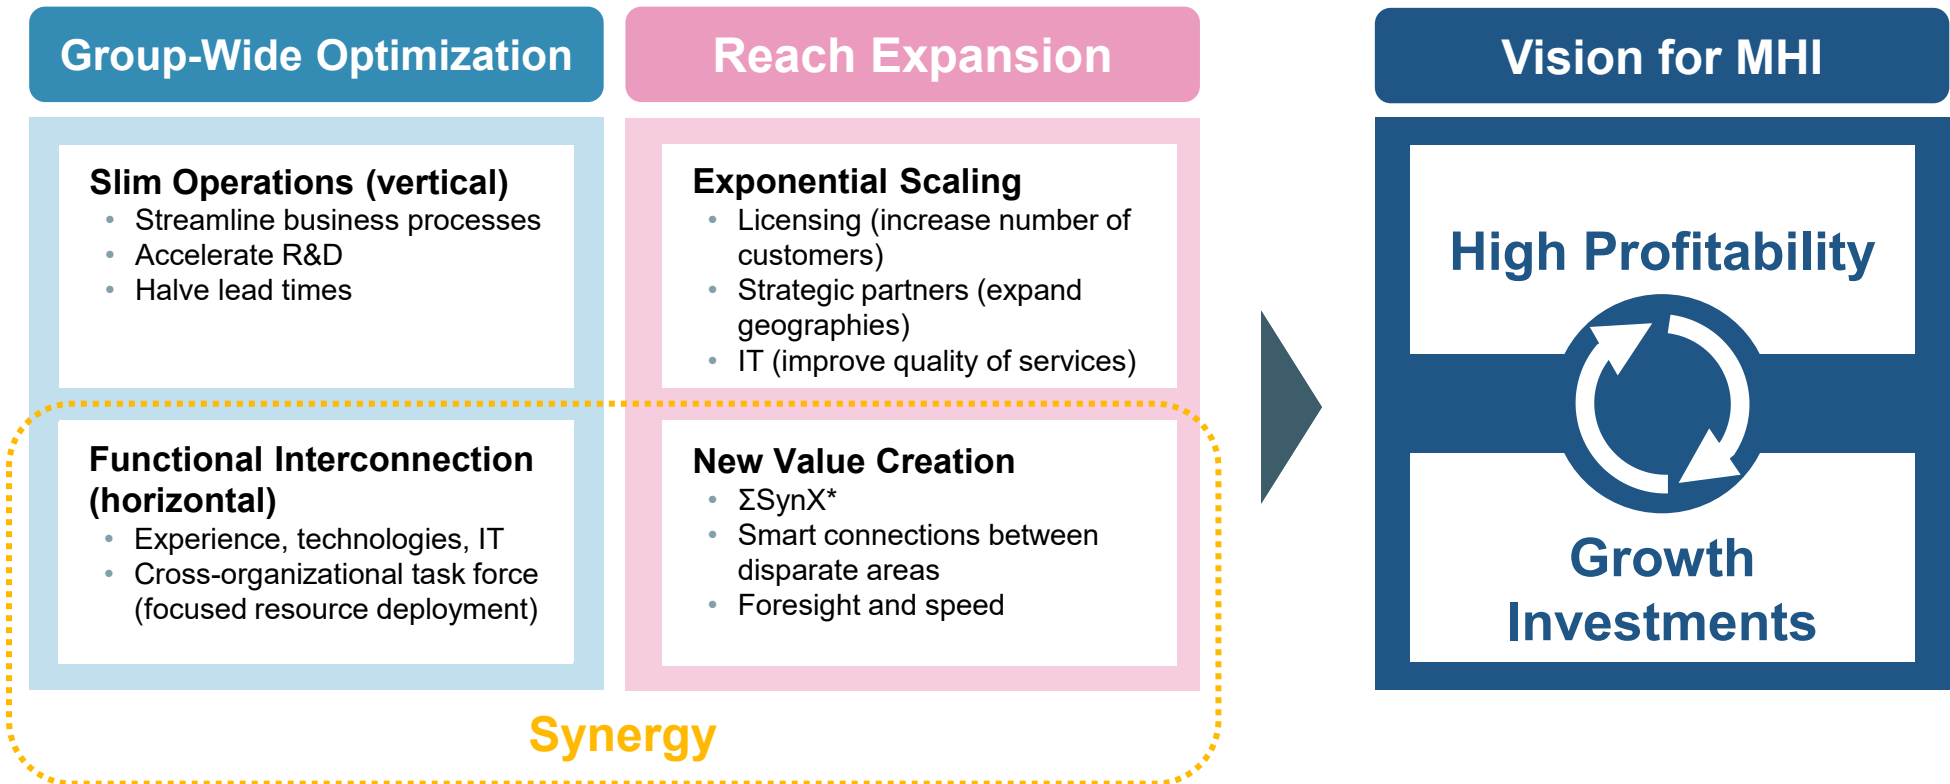 Group-Wide Optimization
Slim Operations (vertical)
• Streamline business processes
• Accelerate R&D
• Halve lead times
Functional Interconnection
(horizontal)
• Experience, technologies, IT
• Cross-organizational task force
(focused resource deployment)
Reach Expansion
Exponential Scaling
• Licensing (increase number of
customers)
• Strategic partners (expand
geographies)
• IT (improve quality of services)
New Value Creation
• ΣSynX*
• Smart connections between
disparate areas
• Foresight and speed
Synergy
Vision for MHI
High Profitability
Growth
Investments